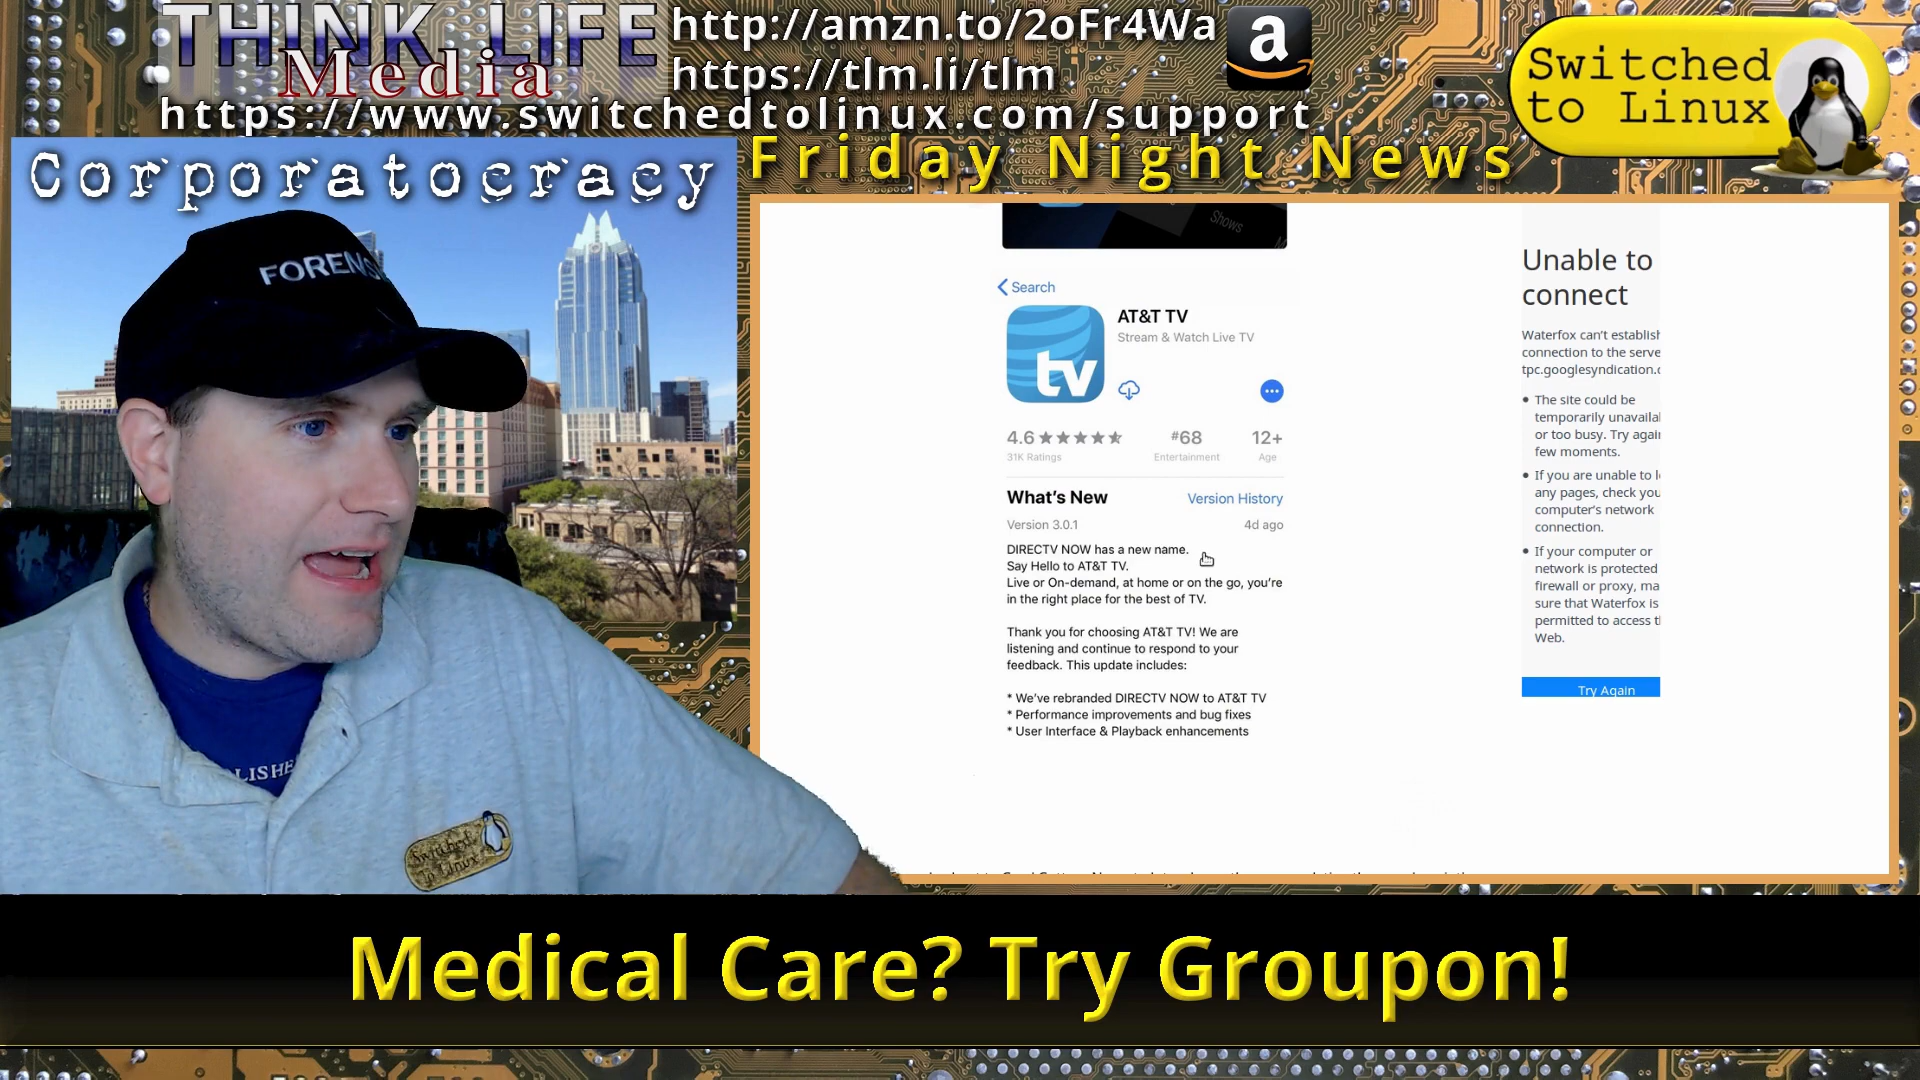 THINK LIFE
Media
http://amzn.to/2oFr4Wa
https://tlm.li/tlm
https://www.switchedtolinux.com/support
a
Switched
to Linux
Friday Night News
Corporatocracy
FORENS
LISHE
Switched
to Linux
Shows
Search
AT&T TV
Stream & Watch Live TV
tv
4.6
#68
12+
31K Ratings
Entertainment
Age
What's New
Version History
Version 3.0.1
4d ago
DIRECTV NOW has a new name.
Say Hello to AT&T TV.
Live or On-demand, at home or on the go, you're
in the right place for the best of TV.
Thank you for choosing AT&T TV! We are
listening and continue to respond to your
feedback. This update includes:
* We've rebranded DIRECTV NOW to AT&T TV
* Performance improvements and bug fixes
* User Interface & Playback enhancements
Unable to
connect
Waterfox can't establish
connection to the serve
tpc.googlesyndication.c
• The site could be
temporarily unavailal
or too busy. Try agai
few moments.
• If you are unable to l
any pages, check you
computer's network
connection.
• If your computer or
network is protected
firewall or proxy, ma
sure that Waterfox is
permitted to access t
Web.
Try Again
Medical Care? Try Groupon!